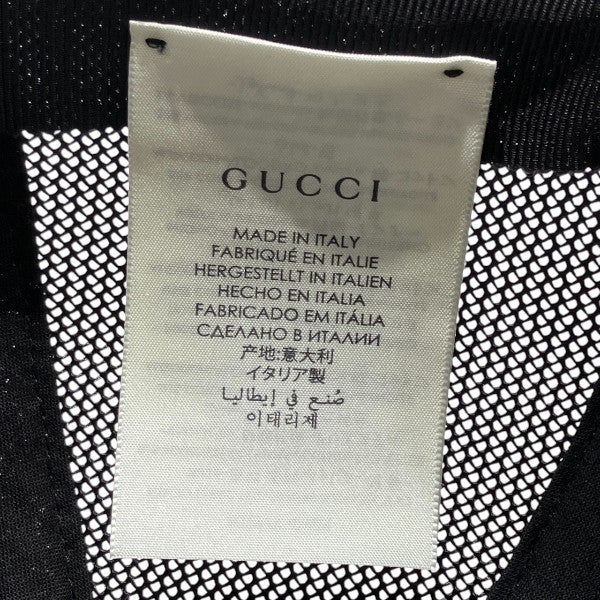 GUCCI
MADE IN ITALY
FABRIQUÉ EN ITALIE
HERGESTELLT IN ITALIEN
HECHO EN ITALIA
FABRICADO EM ITÁLIA
СДЕЛАНО В ИТАЛИИ
产地:意大利
イタリア製
صُنع في إيطاليا
이태리제